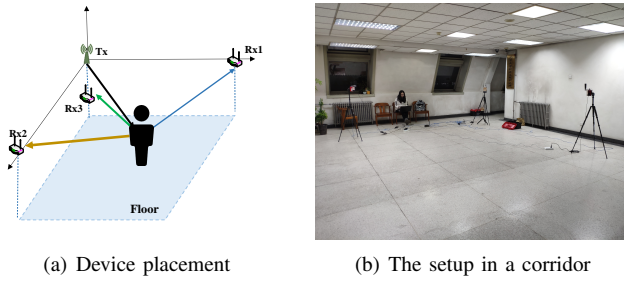 Tx
Rx1
Rx3
Rx2
Floor
(a) Device placement
(b) The setup in a corridor